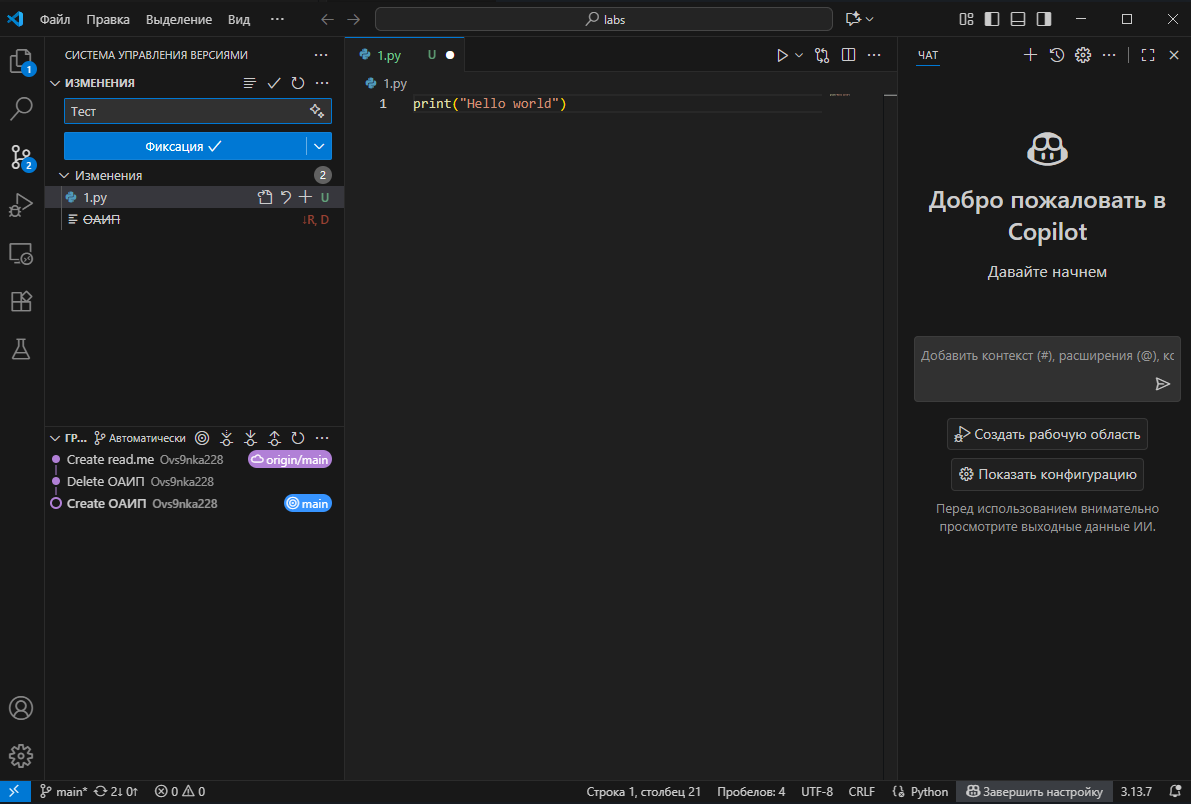 Файл Правка Выделение Вид ··· labs
СИСТЕМА УПРАВЛЕНИЯ ВЕРСИЯМИ
ИЗМЕНЕНИЯ
Тест
Фиксация
Изменения 2
1.py U
ОАИП ↓R, D
ГР... Автоматически
Create read.me Ovs9nka228 origin/main
Delete ОАИП Ovs9nka228
Create ОАИП Ovs9nka228 main
1
2
1.py U
1.py
1 print("Hello world")
ЧАТ
Добро пожаловать в
Copilot
Давайте начнем
Добавить контекст (#), расширения (@), кс
Создать рабочую область
Показать конфигурацию
Перед использованием внимательно
просмотрите выходные данные ИИ.
main* 2↓ 0↑ 0 0 Строка 1, столбец 21 Пробелов: 4 UTF-8 CRLF Python Завершить настройку 3.13.7